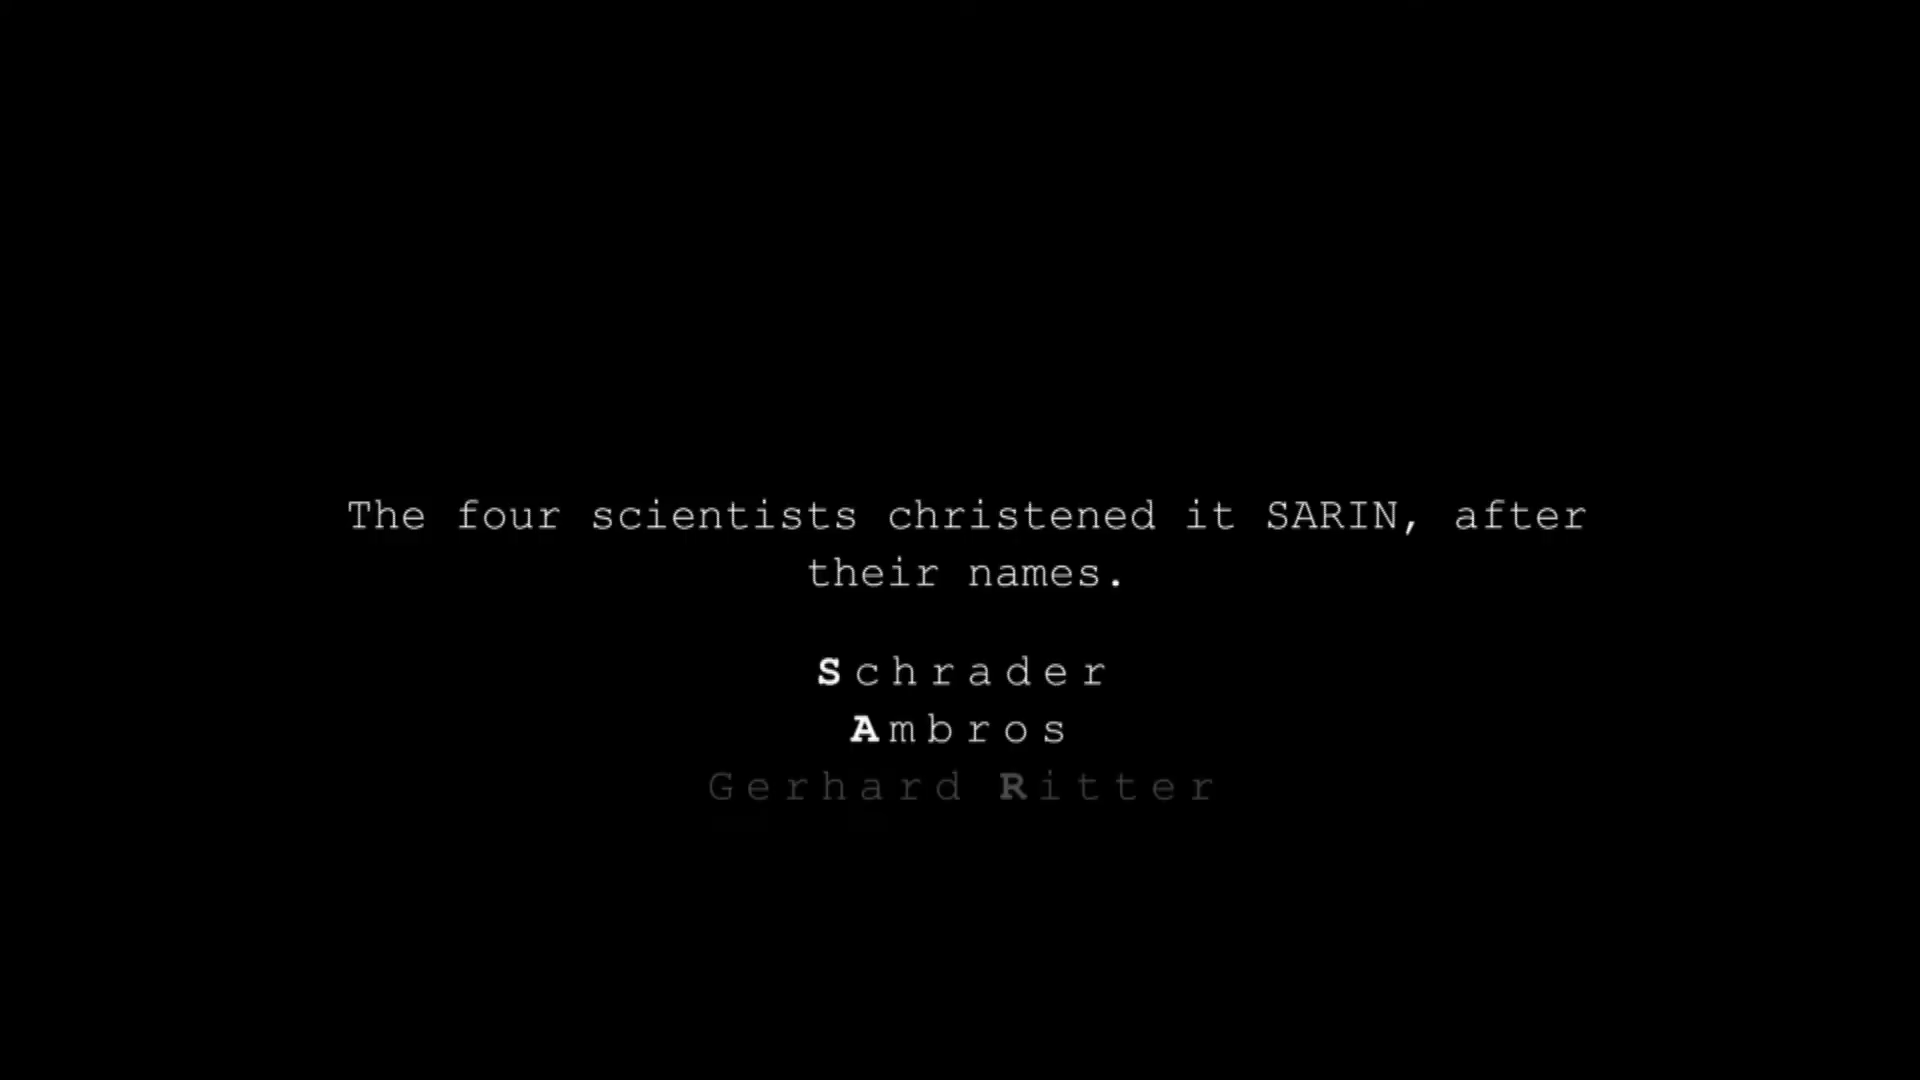 The four scientists christened it SARIN, after
their names.
Schrader
Ambros
Gerhard Ritter